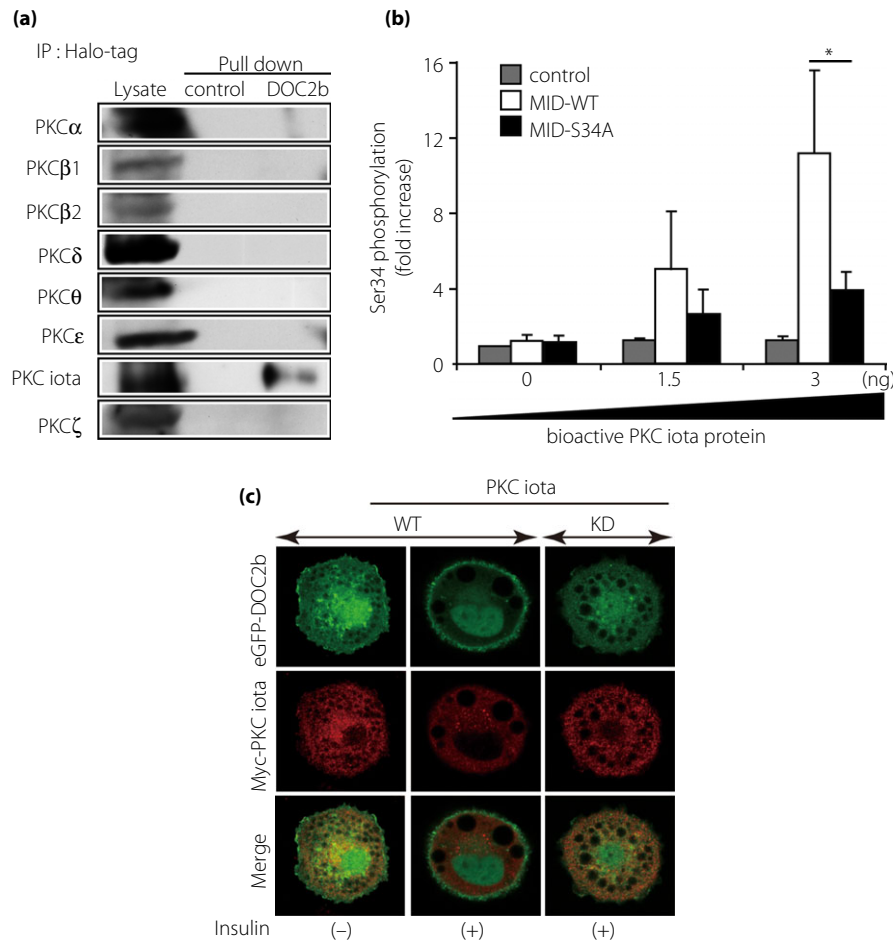 (a)
IP : Halo-tag
Pull down
Lysate control DOC2b
PKCα
PKCβ1
PKCβ2
PKCδ
PKCθ
PKCε
PKC iota
PKCζ
(b)
16
12
8
4
0
Ser34 phosphorylation
(fold increase)
control
MID-WT
MID-S34A
*
0 1.5 3 (ng)
bioactive PKC iota protein
(c)
PKC iota
WT KD
eGFP-DOC2b
Myc-PKC iota
Merge
Insulin (–) (+) (+)